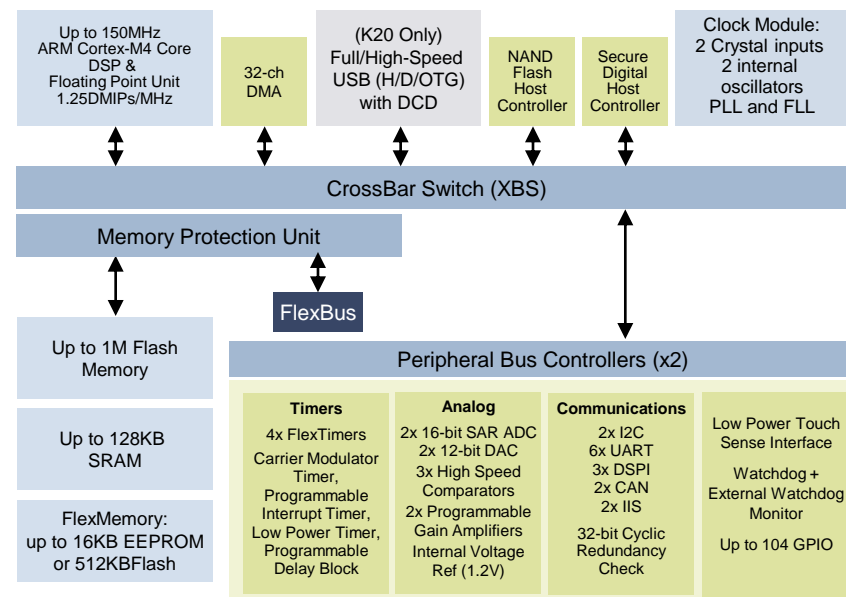 Up to 150MHz
ARM Cortex-M4 Core
DSP &
Floating Point Unit
1.25DMIPs/MHz
32-ch
DMA
(K20 Only)
Full/High-Speed
USB (H/D/OTG)
with DCD
NAND
Flash
Host
Controller
Secure
Digital
Host
Controller
Clock Module:
2 Crystal inputs
2 internal
oscillators
PLL and FLL
CrossBar Switch (XBS)
Memory Protection Unit
FlexBus
Up to 1M Flash
Memory
Up to 128KB
SRAM
FlexMemory:
up to 16KB EEPROM
or 512KBFlash
Peripheral Bus Controllers (x2)
Timers
4x FlexTimers
Carrier Modulator
Timer,
Programmable
Interrupt Timer,
Low Power Timer,
Programmable
Delay Block
Analog
2x 16-bit SAR ADC
2x 12-bit DAC
3x High Speed
Comparators
2x Programmable
Gain Amplifiers
Internal Voltage
Ref (1.2V)
Communications
2x I2C
6x UART
3x DSPI
2x CAN
2x IIS
32-bit Cyclic
Redundancy
Check
Low Power Touch
Sense Interface
Watchdog +
External Watchdog
Monitor
Up to 104 GPIO